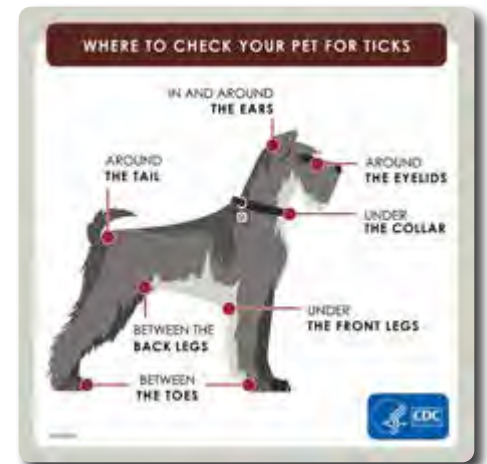 WHERE TO CHECK YOUR PET FOR TICKS
IN AND AROUND
THE EARS
AROUND
THE TAIL
AROUND
THE EYELIDS
UNDER
THE COLLAR
UNDER
THE FRONT LEGS
BETWEEN THE
BACK LEGS
BETWEEN
THE TOES
CDC